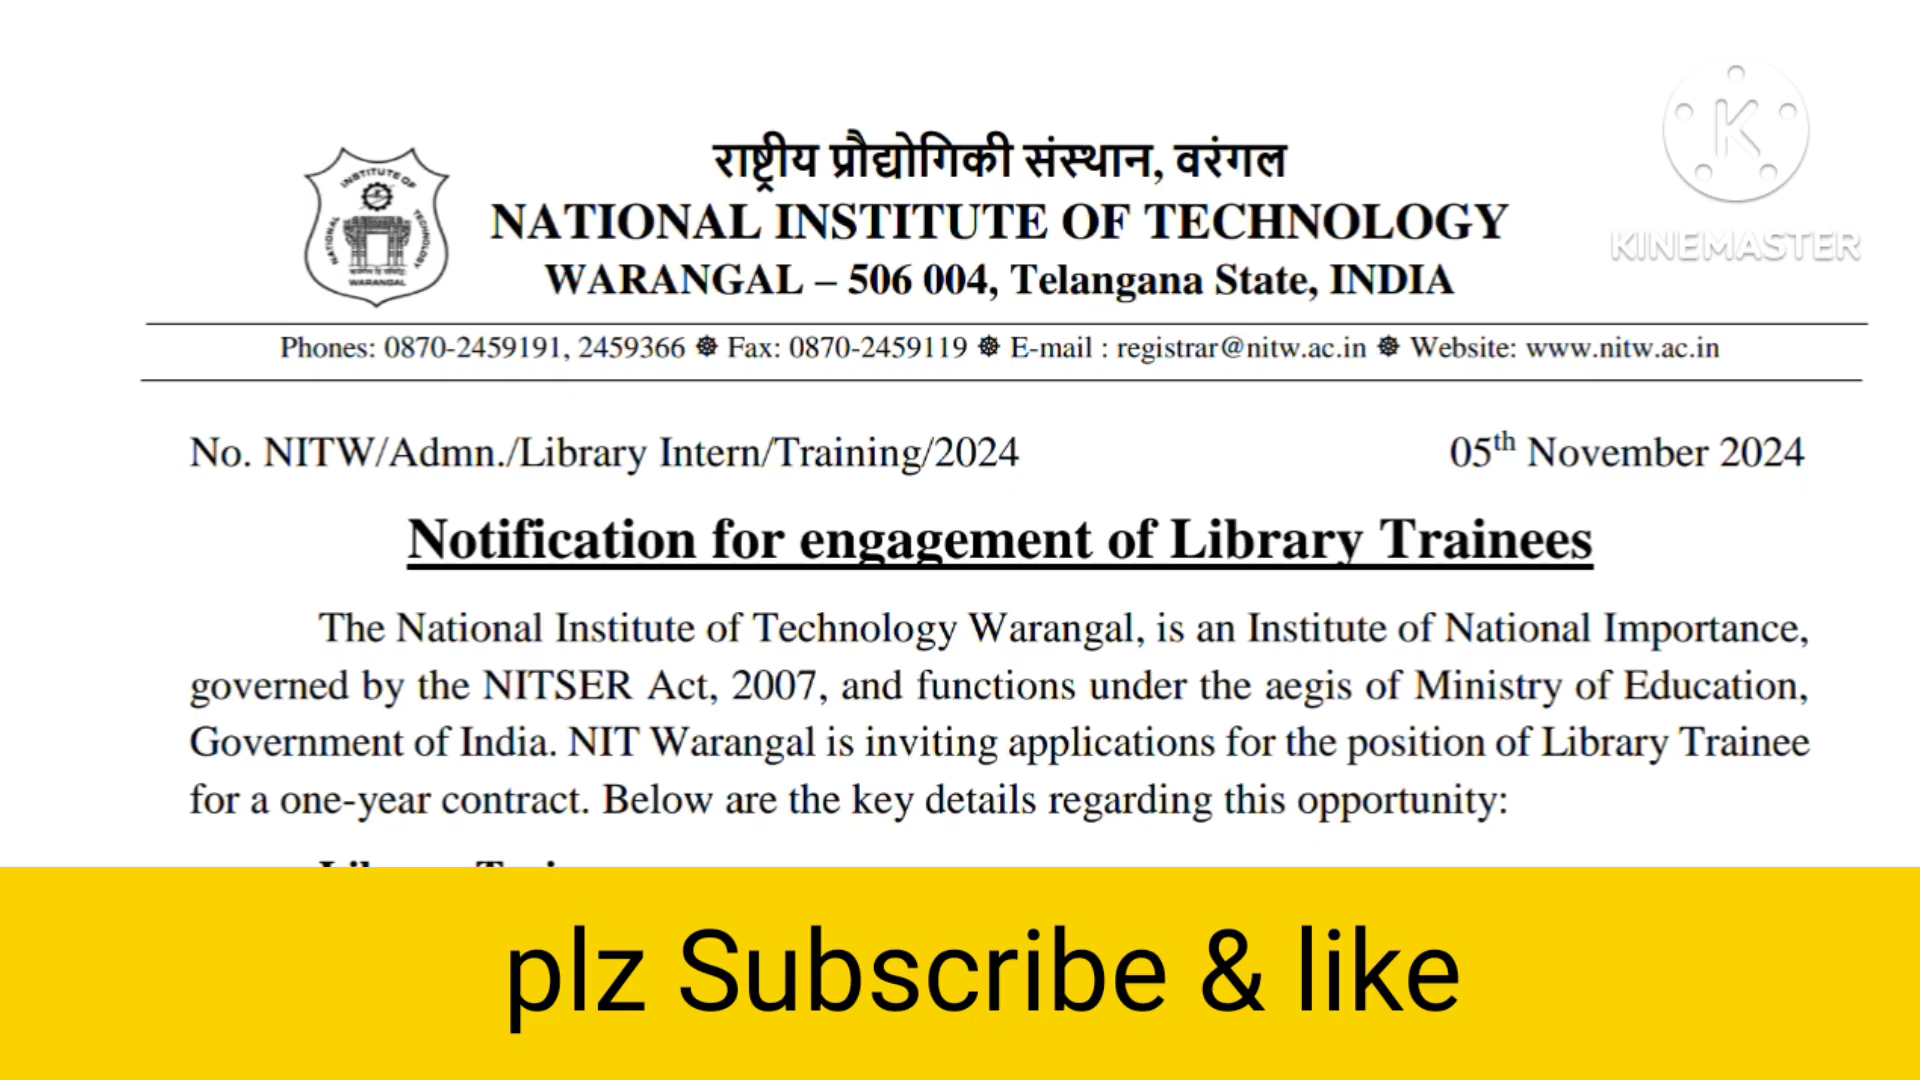 राष्ट्रीय प्रौद्योगिकी संस्थान, वरंगल
NATIONAL INSTITUTE OF TECHNOLOGY
WARANGAL – 506 004, Telangana State, INDIA
INSTITUTE OF
NATIONAL
TECHNOLOGY
WARANGAL
KINEMASTER
Phones: 0870-2459191, 2459366 ☸ Fax: 0870-2459119 ☸ E-mail : registrar@nitw.ac.in ☸ Website: www.nitw.ac.in
No. NITW/Admn./Library Intern/Training/2024 05th November 2024
Notification for engagement of Library Trainees
The National Institute of Technology Warangal, is an Institute of National Importance,
governed by the NITSER Act, 2007, and functions under the aegis of Ministry of Education,
Government of India. NIT Warangal is inviting applications for the position of Library Trainee
for a one-year contract. Below are the key details regarding this opportunity:
plz Subscribe & like